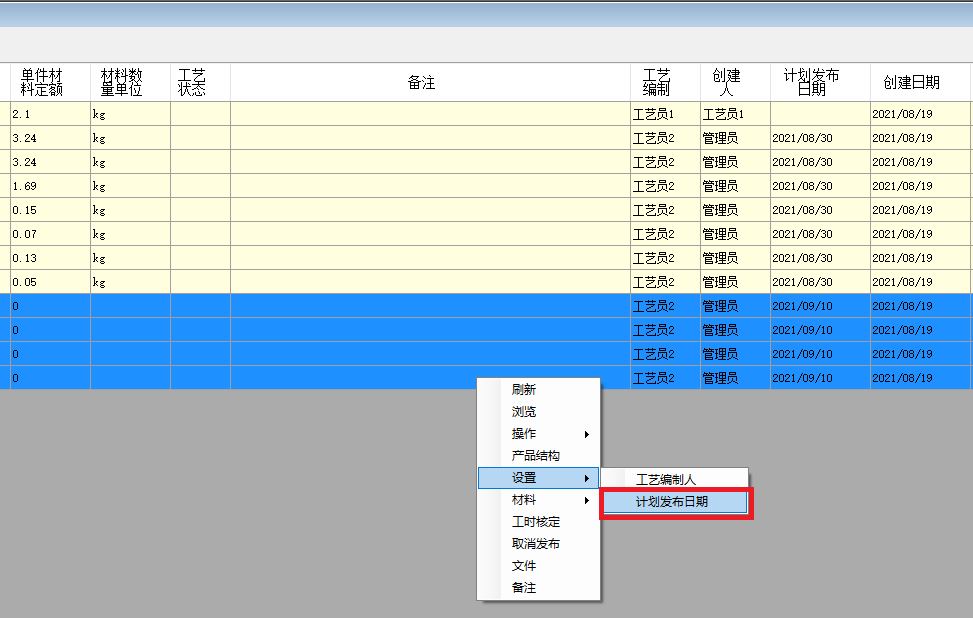 单件材料定额 材料数量单位 工艺状态 备注 工艺编制 创建人 计划发布日期 创建日期
2.1 kg 工艺员1 工艺员1 2021/08/19
3.24 kg 工艺员2 管理员 2021/08/30 2021/08/19
3.24 kg 工艺员2 管理员 2021/08/30 2021/08/19
1.69 kg 工艺员2 管理员 2021/08/30 2021/08/19
0.15 kg 工艺员2 管理员 2021/08/30 2021/08/19
0.07 kg 工艺员2 管理员 2021/08/30 2021/08/19
0.13 kg 工艺员2 管理员 2021/08/30 2021/08/19
0.05 kg 工艺员2 管理员 2021/08/30 2021/08/19
0 工艺员2 管理员 2021/09/10 2021/08/19
0 工艺员2 管理员 2021/09/10 2021/08/19
0 工艺员2 管理员 2021/09/10 2021/08/19
0 工艺员2 管理员 2021/09/10 2021/08/19
刷新
浏览
操作
产品结构
设置
材料
工时核定
取消发布
文件
备注
工艺编制人
计划发布日期